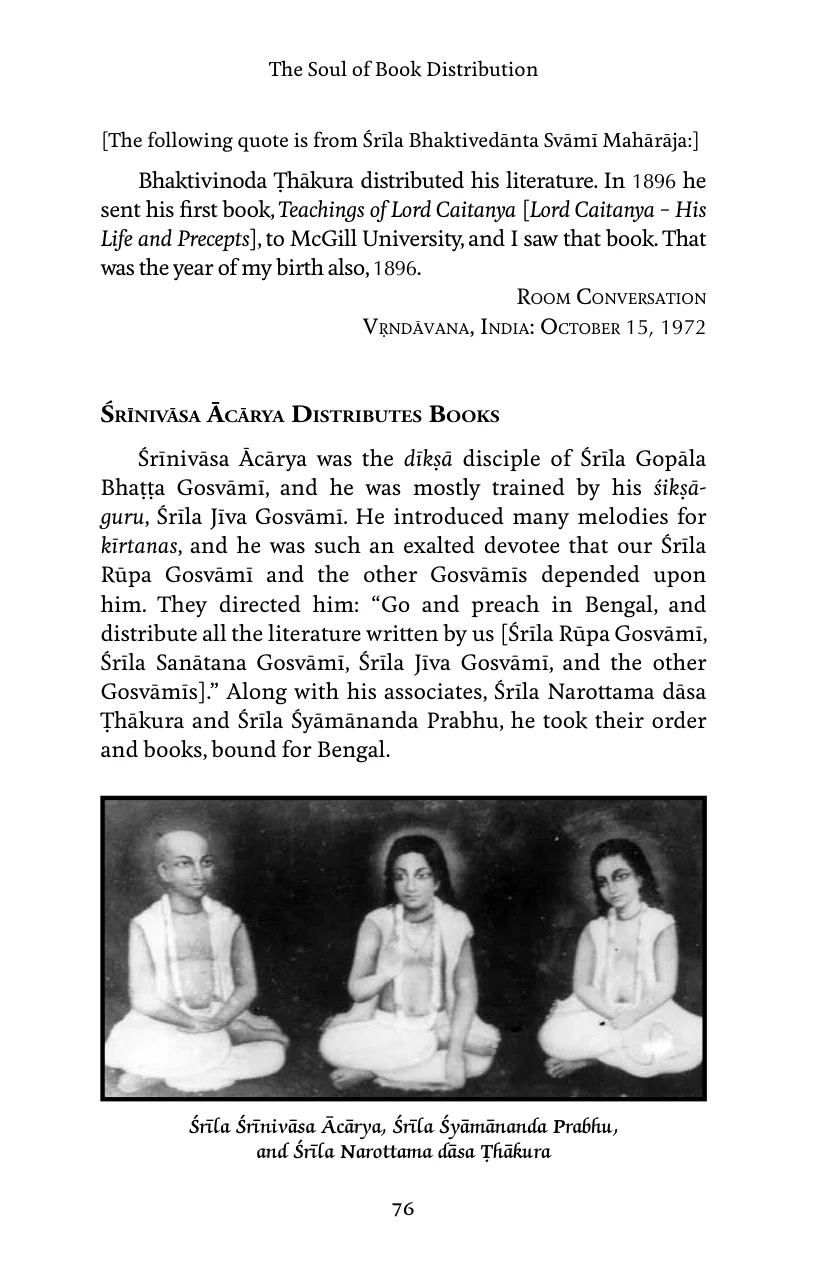 The Soul of Book Distribution
[The following quote is from Śrīla Bhaktivedānta Svāmī Mahārāja:]
Bhaktivinoda Ṭhākura distributed his literature. In 1896 he
sent his first book, Teachings of Lord Caitanya [Lord Caitanya – His
Life and Precepts], to McGill University, and I saw that book. That
was the year of my birth also, 1896.
Room Conversation
Vṛndāvana, India: October 15, 1972
Śrīnivāsa Ācārya Distributes Books
Śrīnivāsa Ācārya was the dīkṣā disciple of Śrīla Gopāla
Bhaṭṭa Gosvāmī, and he was mostly trained by his śikṣā-
guru, Śrīla Jīva Gosvāmī. He introduced many melodies for
kīrtanas, and he was such an exalted devotee that our Śrīla
Rūpa Gosvāmī and the other Gosvāmīs depended upon
him. They directed him: “Go and preach in Bengal, and
distribute all the literature written by us [Śrīla Rūpa Gosvāmī,
Śrīla Sanātana Gosvāmī, Śrīla Jīva Gosvāmī, and the other
Gosvāmīs].” Along with his associates, Śrīla Narottama dāsa
Ṭhākura and Śrīla Śyāmānanda Prabhu, he took their order
and books, bound for Bengal.
Śrīla Śrīnivāsa Ācārya, Śrīla Śyāmānanda Prabhu,
and Śrīla Narottama dāsa Ṭhākura
76